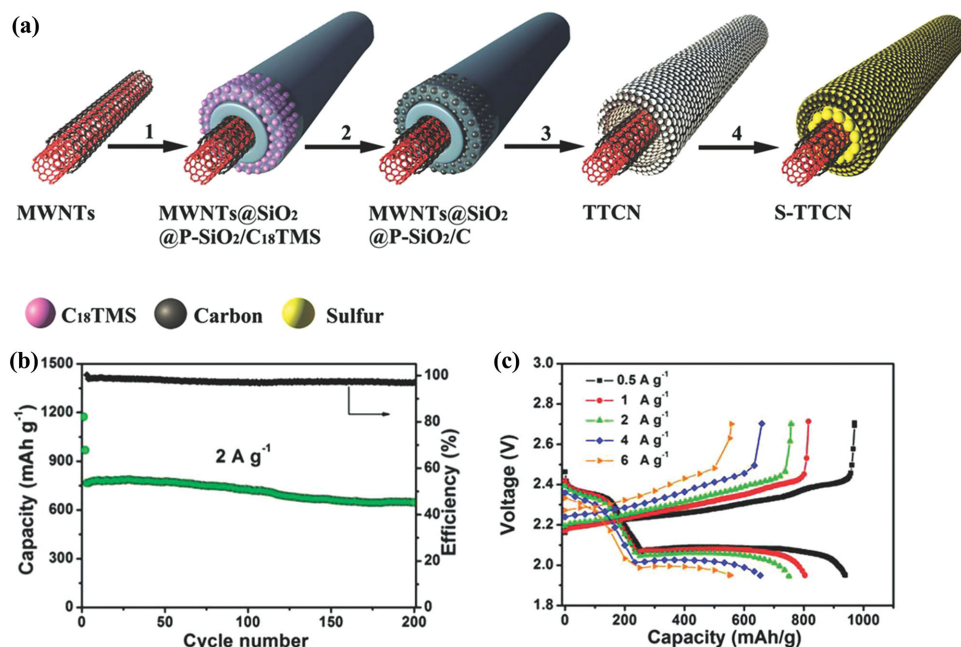 (a)
1
2
3
4
MWNTs
MWNTs@SiO₂
@P-SiO₂/C₁₈TMS
MWNTs@SiO₂
@P-SiO₂/C
TTCN
S-TTCN
C₁₈TMS
Carbon
Sulfur
(b)
Capacity (mAh g⁻¹)
1500
1200
900
600
300
0
2 A g⁻¹
100
80
60
40
20
0
Efficiency (%)
0
50
100
150
200
Cycle number
(c)
Voltage (V)
3.0
2.8
2.6
2.4
2.2
2.0
1.8
0.5 A g⁻¹
1 A g⁻¹
2 A g⁻¹
4 A g⁻¹
6 A g⁻¹
0
200
400
600
800
1000
Capacity (mAh/g)